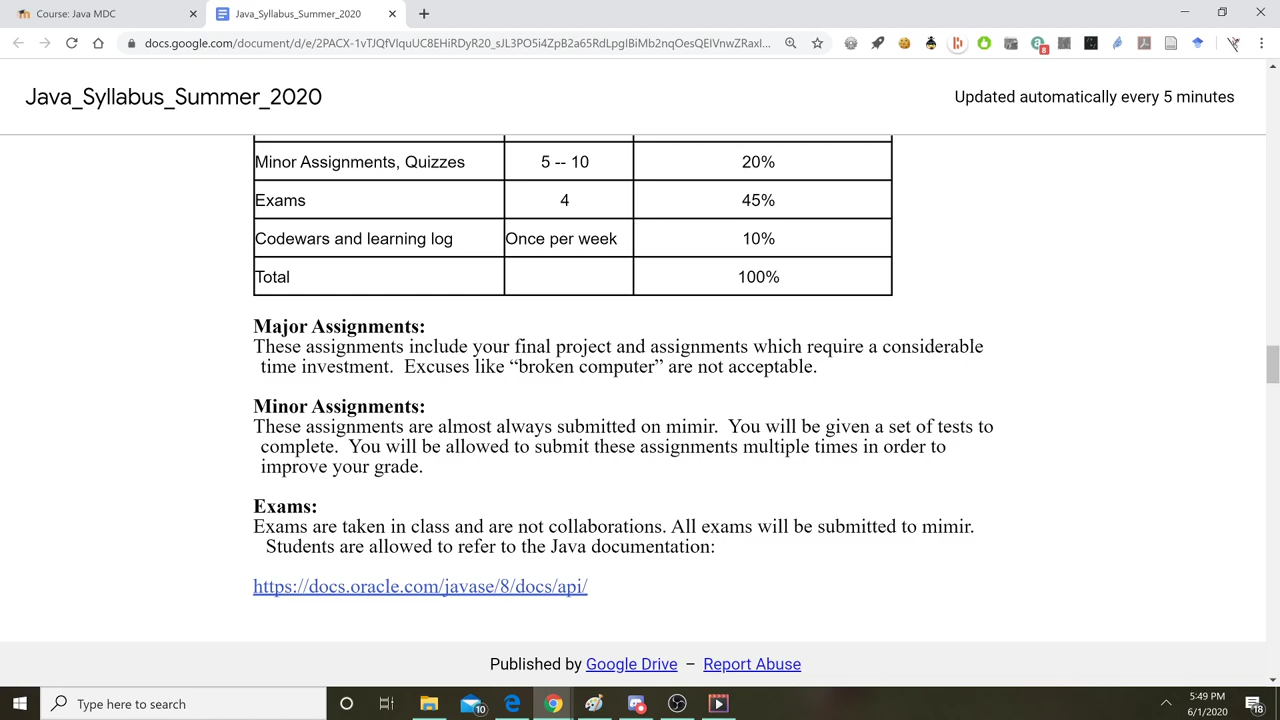 Course: Java MDC
Java_Syllabus_Summer_2020
docs.google.com/document/d/e/2PACX-1vTJQfVIquUC8EHiRDyR20_sJL3PO5i4ZpB2a65RdLpgIBiMb2nqOesQEIVnwZRaxl...
8
Java_Syllabus_Summer_2020
Updated automatically every 5 minutes
Minor Assignments, Quizzes 5 -- 10 20%
Exams 4 45%
Codewars and learning log Once per week 10%
Total 100%
Major Assignments:
These assignments include your final project and assignments which require a considerable
time investment.  Excuses like “broken computer” are not acceptable.
Minor Assignments:
These assignments are almost always submitted on mimir.  You will be given a set of tests to
complete.  You will be allowed to submit these assignments multiple times in order to
improve your grade.
Exams:
Exams are taken in class and are not collaborations. All exams will be submitted to mimir.
Students are allowed to refer to the Java documentation:
https://docs.oracle.com/javase/8/docs/api/
Published by Google Drive – Report Abuse
Type here to search
10
5:49 PM
6/1/2020
18